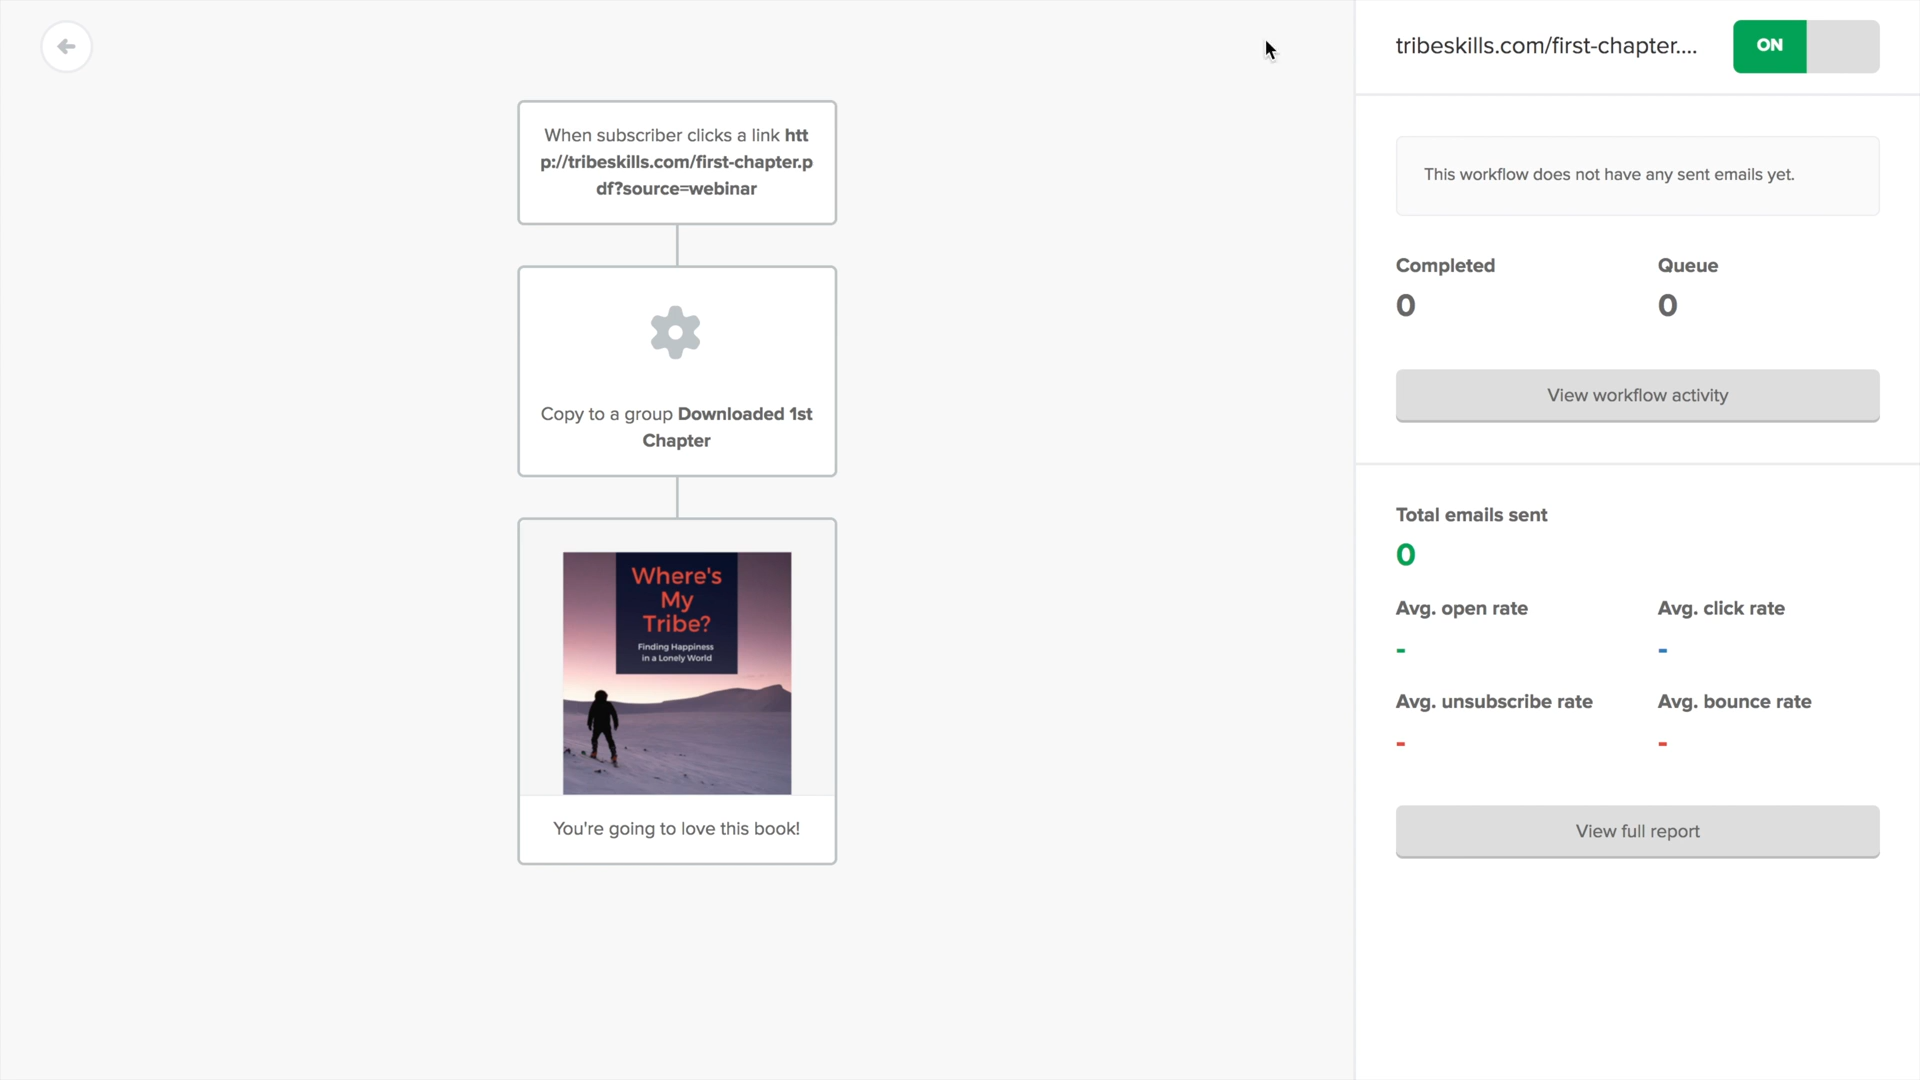 tribeskills.com/first-chapter....
ON
When subscriber clicks a link htt
p://tribeskills.com/first-chapter.p
df?source=webinar
Copy to a group Downloaded 1st
Chapter
Where's
My
Tribe?
Finding Happiness
in a Lonely World
You're going to love this book!
This workflow does not have any sent emails yet.
Completed
Queue
0
0
View workflow activity
Total emails sent
0
Avg. open rate
Avg. click rate
-
-
Avg. unsubscribe rate
Avg. bounce rate
-
-
View full report